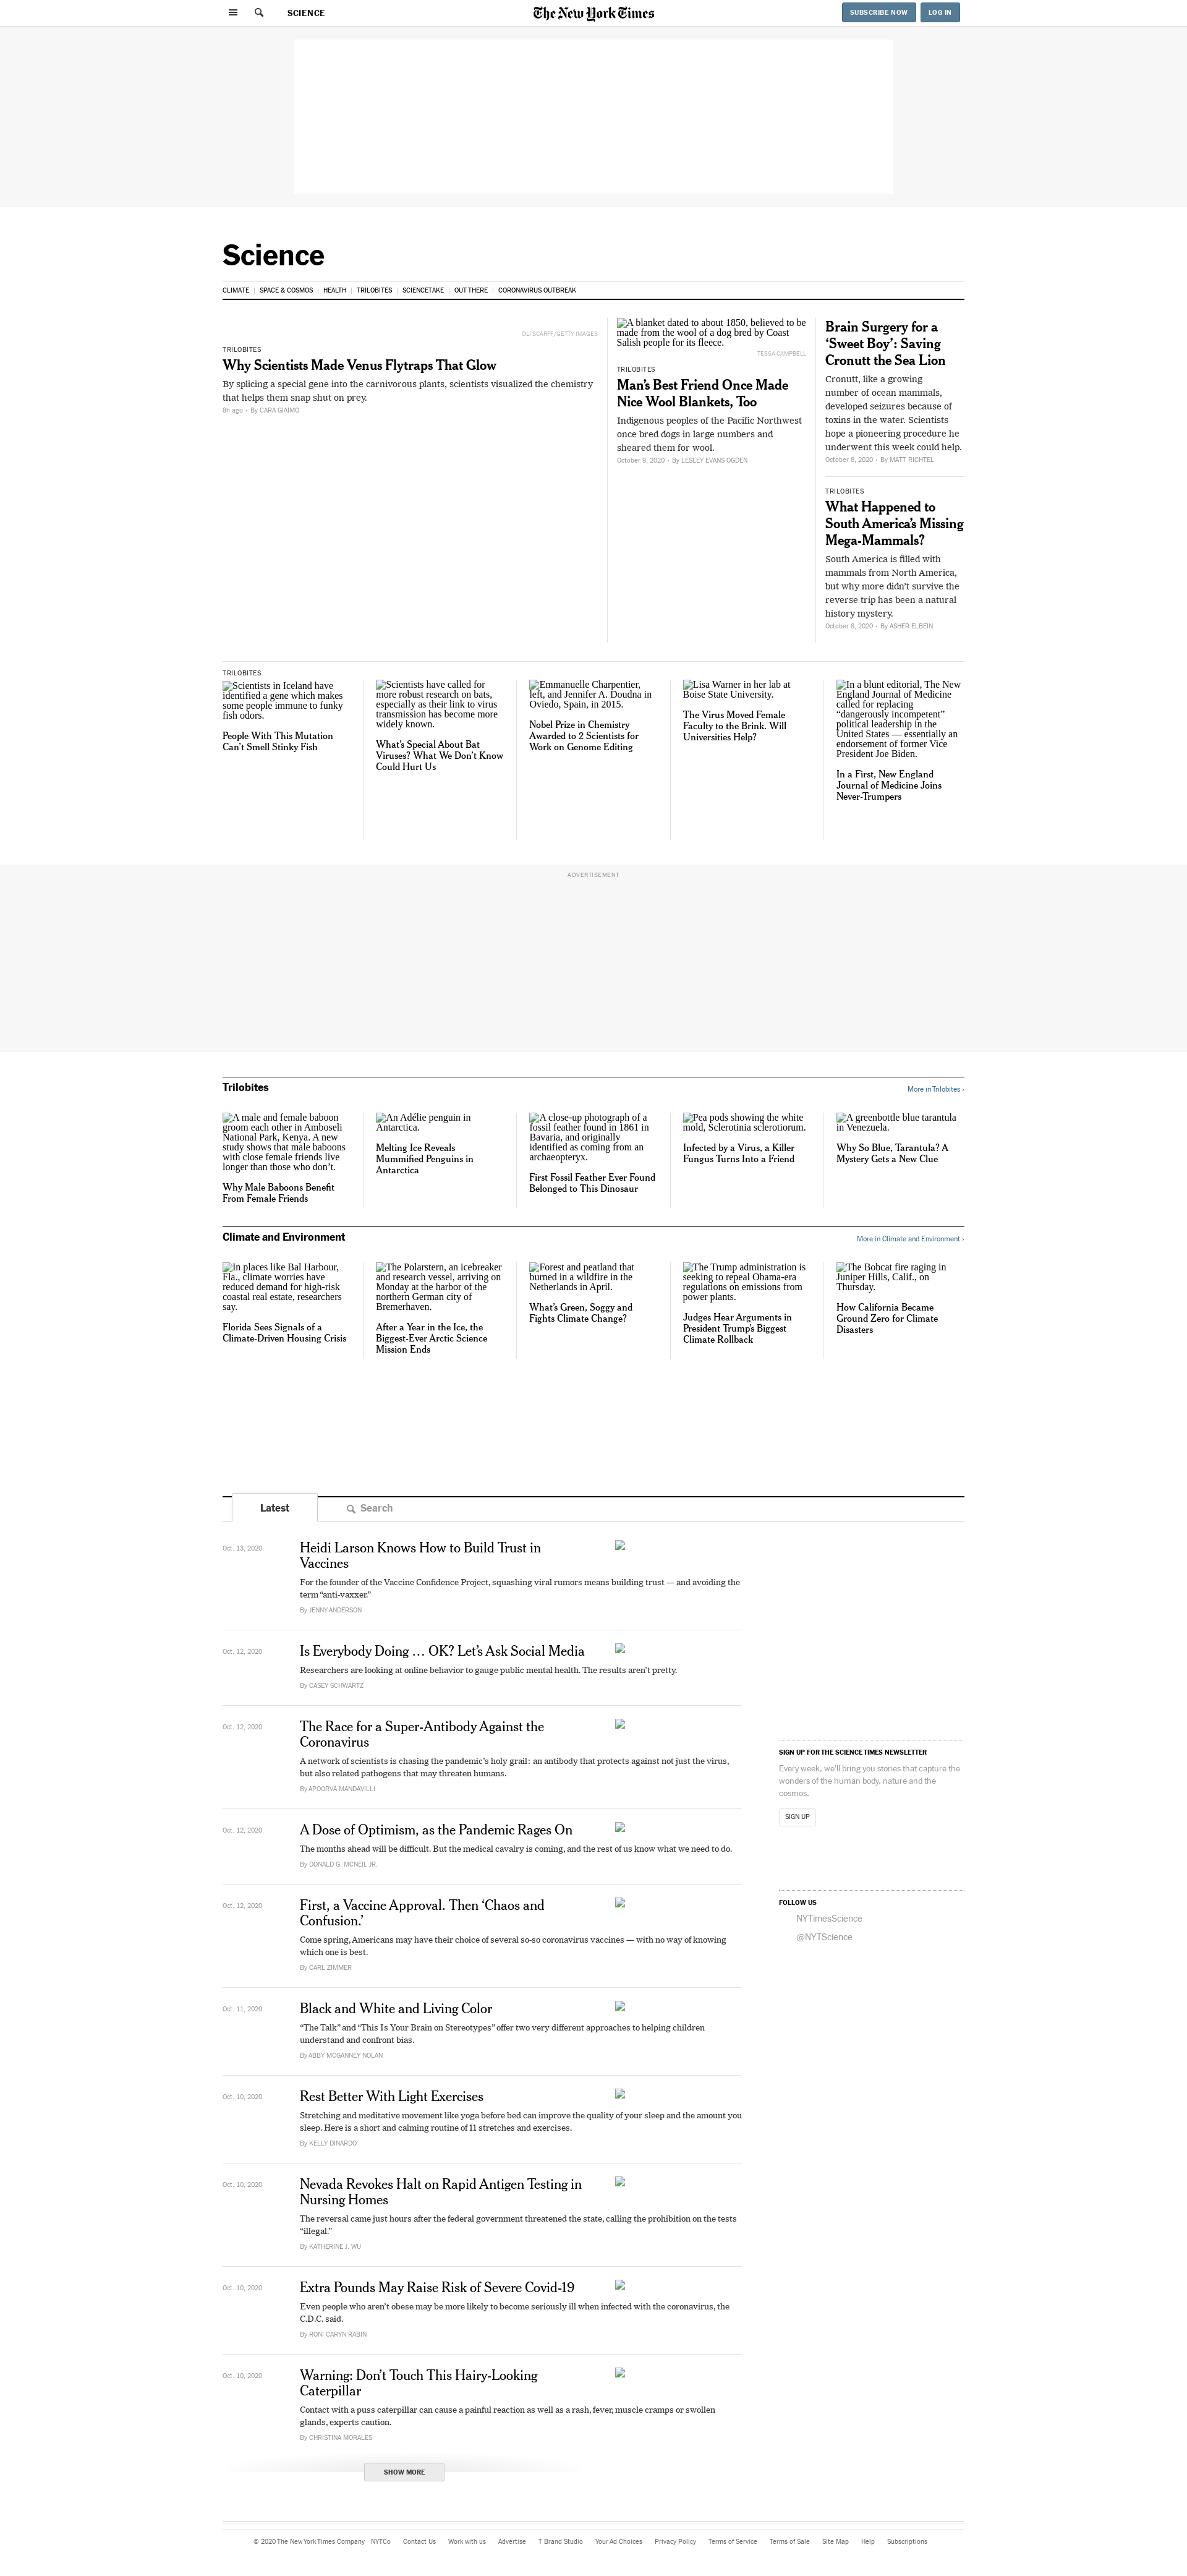 SCIENCE
The New York Times
SUBSCRIBE NOW
LOG IN
Science
CLIMATE
SPACE & COSMOS
HEALTH
TRILOBITES
SCIENCETAKE
OUT THERE
CORONAVIRUS OUTBREAK
OLI SCARFF/GETTY IMAGES
TRILOBITES
Why Scientists Made Venus Flytraps That Glow
By splicing a special gene into the carnivorous plants, scientists visualized the chemistry
that helps them snap shut on prey.
8h ago • By CARA GIAIMO
A blanket dated to about 1850, believed to be
made from the wool of a dog bred by Coast
Salish people for its fleece.
TESSA CAMPBELL
TRILOBITES
Man’s Best Friend Once Made
Nice Wool Blankets, Too
Indigenous peoples of the Pacific Northwest
once bred dogs in large numbers and
sheared them for wool.
October 9, 2020 • By LESLEY EVANS OGDEN
Brain Surgery for a
‘Sweet Boy’: Saving
Cronutt the Sea Lion
Cronutt, like a growing
number of ocean mammals,
developed seizures because of
toxins in the water. Scientists
hope a pioneering procedure he
underwent this week could help.
October 8, 2020 • By MATT RICHTEL
TRILOBITES
What Happened to
South America’s Missing
Mega-Mammals?
South America is filled with
mammals from North America,
but why more didn’t survive the
reverse trip has been a natural
history mystery.
October 8, 2020 • By ASHER ELBEIN
TRILOBITES
Scientists in Iceland have
identified a gene which makes
some people immune to funky
fish odors.
People With This Mutation
Can’t Smell Stinky Fish
Scientists have called for
more robust research on bats,
especially as their link to virus
transmission has become more
widely known.
What’s Special About Bat
Viruses? What We Don’t Know
Could Hurt Us
Emmanuelle Charpentier,
left, and Jennifer A. Doudna in
Oviedo, Spain, in 2015.
Nobel Prize in Chemistry
Awarded to 2 Scientists for
Work on Genome Editing
Lisa Warner in her lab at
Boise State University.
The Virus Moved Female
Faculty to the Brink. Will
Universities Help?
In a blunt editorial, The New
England Journal of Medicine
called for replacing
“dangerously incompetent”
political leadership in the
United States — essentially an
endorsement of former Vice
President Joe Biden.
In a First, New England
Journal of Medicine Joins
Never-Trumpers
ADVERTISEMENT
Trilobites
More in Trilobites ›
A male and female baboon
groom each other in Amboseli
National Park, Kenya. A new
study shows that male baboons
with close female friends live
longer than those who don’t.
Why Male Baboons Benefit
From Female Friends
An Adélie penguin in
Antarctica.
Melting Ice Reveals
Mummified Penguins in
Antarctica
A close-up photograph of a
fossil feather found in 1861 in
Bavaria, and originally
identified as coming from an
archaeopteryx.
First Fossil Feather Ever Found
Belonged to This Dinosaur
Pea pods showing the white
mold, Sclerotinia sclerotiorum.
Infected by a Virus, a Killer
Fungus Turns Into a Friend
A greenbottle blue tarantula
in Venezuela.
Why So Blue, Tarantula? A
Mystery Gets a New Clue
Climate and Environment
More in Climate and Environment ›
In places like Bal Harbour,
Fla., climate worries have
reduced demand for high-risk
coastal real estate, researchers
say.
Florida Sees Signals of a
Climate-Driven Housing Crisis
The Polarstern, an icebreaker
and research vessel, arriving on
Monday at the harbor of the
northern German city of
Bremerhaven.
After a Year in the Ice, the
Biggest-Ever Arctic Science
Mission Ends
Forest and peatland that
burned in a wildfire in the
Netherlands in April.
What’s Green, Soggy and
Fights Climate Change?
The Trump administration is
seeking to repeal Obama-era
regulations on emissions from
power plants.
Judges Hear Arguments in
President Trump’s Biggest
Climate Rollback
The Bobcat fire raging in
Juniper Hills, Calif., on
Thursday.
How California Became
Ground Zero for Climate
Disasters
Latest
Search
Oct. 13, 2020
Heidi Larson Knows How to Build Trust in
Vaccines
For the founder of the Vaccine Confidence Project, squashing viral rumors means building trust — and avoiding the
term “anti-vaxxer.”
By JENNY ANDERSON
Oct. 12, 2020
Is Everybody Doing … OK? Let’s Ask Social Media
Researchers are looking at online behavior to gauge public mental health. The results aren’t pretty.
By CASEY SCHWARTZ
Oct. 12, 2020
The Race for a Super-Antibody Against the
Coronavirus
A network of scientists is chasing the pandemic’s holy grail: an antibody that protects against not just the virus,
but also related pathogens that may threaten humans.
By APOORVA MANDAVILLI
Oct. 12, 2020
A Dose of Optimism, as the Pandemic Rages On
The months ahead will be difficult. But the medical cavalry is coming, and the rest of us know what we need to do.
By DONALD G. MCNEIL JR.
Oct. 12, 2020
First, a Vaccine Approval. Then ‘Chaos and
Confusion.’
Come spring, Americans may have their choice of several so-so coronavirus vaccines — with no way of knowing
which one is best.
By CARL ZIMMER
Oct. 11, 2020
Black and White and Living Color
“The Talk” and “This Is Your Brain on Stereotypes” offer two very different approaches to helping children
understand and confront bias.
By ABBY MCGANNEY NOLAN
Oct. 10, 2020
Rest Better With Light Exercises
Stretching and meditative movement like yoga before bed can improve the quality of your sleep and the amount you
sleep. Here is a short and calming routine of 11 stretches and exercises.
By KELLY DINARDO
Oct. 10, 2020
Nevada Revokes Halt on Rapid Antigen Testing in
Nursing Homes
The reversal came just hours after the federal government threatened the state, calling the prohibition on the tests
“illegal.”
By KATHERINE J. WU
Oct. 10, 2020
Extra Pounds May Raise Risk of Severe Covid-19
Even people who aren’t obese may be more likely to become seriously ill when infected with the coronavirus, the
C.D.C. said.
By RONI CARYN RABIN
Oct. 10, 2020
Warning: Don’t Touch This Hairy-Looking
Caterpillar
Contact with a puss caterpillar can cause a painful reaction as well as a rash, fever, muscle cramps or swollen
glands, experts caution.
By CHRISTINA MORALES
SHOW MORE
SIGN UP FOR THE SCIENCE TIMES NEWSLETTER
Every week, we’ll bring you stories that capture the
wonders of the human body, nature and the
cosmos.
SIGN UP
FOLLOW US
NYTimesScience
@NYTScience
© 2020 The New York Times Company
NYTCo
Contact Us
Work with us
Advertise
T Brand Studio
Your Ad Choices
Privacy Policy
Terms of Service
Terms of Sale
Site Map
Help
Subscriptions